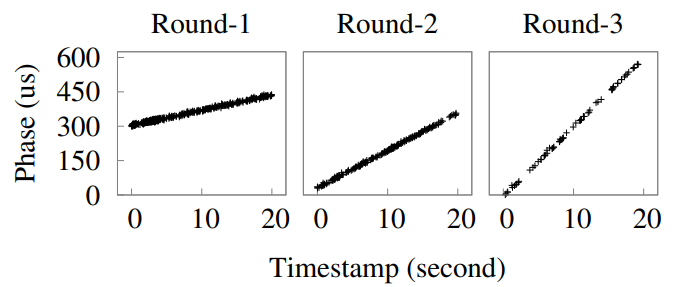 Round-1 Round-2 Round-3
Phase (us)
600
450
300
150
0
0 10 20 0 10 20 0 10 20
Timestamp (second)